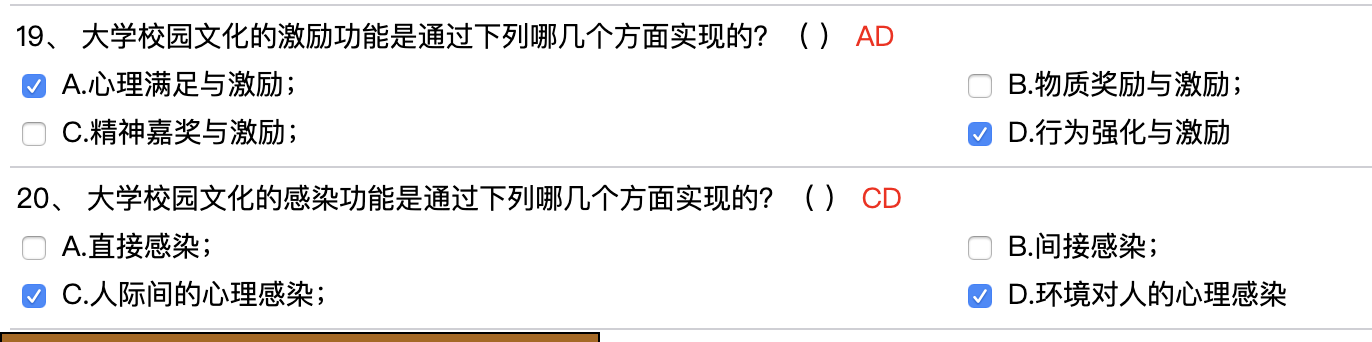 19、 大学校园文化的激励功能是通过下列哪几个方面实现的? ( ) AD
A.心理满足与激励; B.物质奖励与激励;
C.精神嘉奖与激励; D.行为强化与激励
20、 大学校园文化的感染功能是通过下列哪几个方面实现的? ( ) CD
A.直接感染; B.间接感染;
C.人际间的心理感染; D.环境对人的心理感染